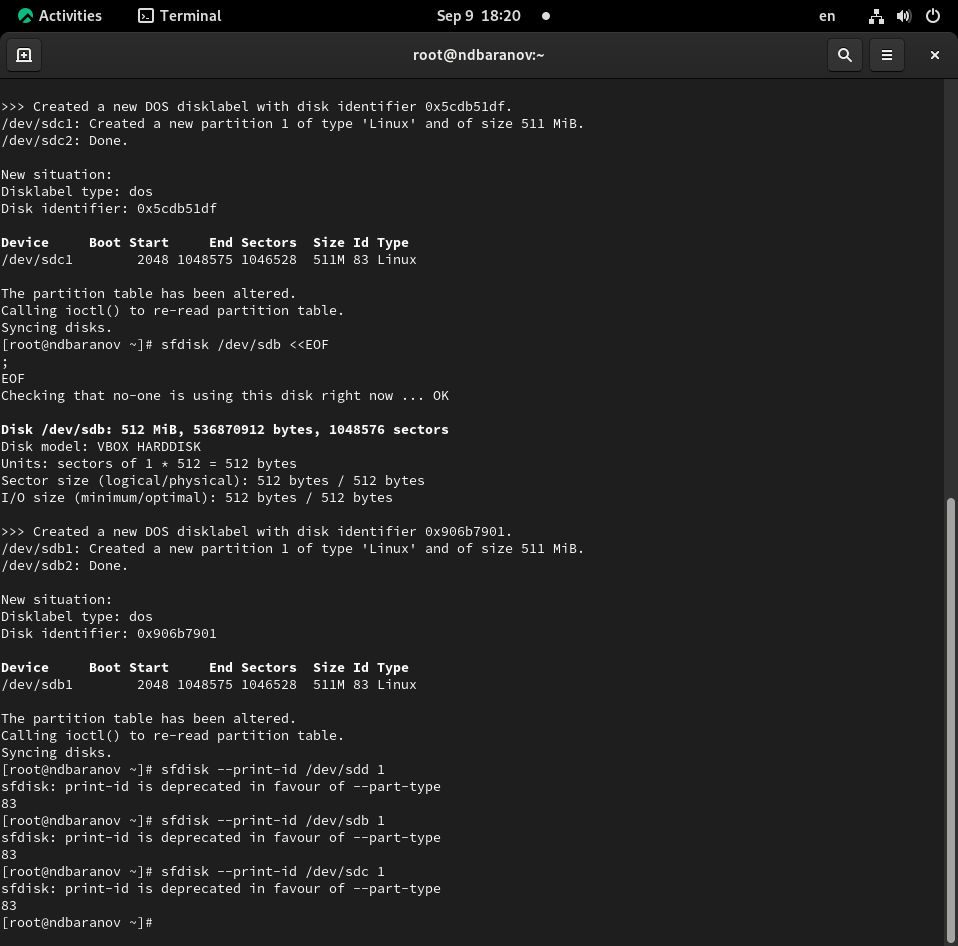 Activities Terminal Sep 9 18:20 en
root@ndbaranov:~
>>> Created a new DOS disklabel with disk identifier 0x5cdb51df.
/dev/sdc1: Created a new partition 1 of type 'Linux' and of size 511 MiB.
/dev/sdc2: Done.
New situation:
Disklabel type: dos
Disk identifier: 0x5cdb51df
Device     Boot Start     End Sectors  Size Id Type
/dev/sdc1        2048 1048575 1046528  511M 83 Linux
The partition table has been altered.
Calling ioctl() to re-read partition table.
Syncing disks.
[root@ndbaranov ~]# sfdisk /dev/sdb <<EOF
;
EOF
Checking that no-one is using this disk right now ... OK
Disk /dev/sdb: 512 MiB, 536870912 bytes, 1048576 sectors
Disk model: VBOX HARDDISK
Units: sectors of 1 * 512 = 512 bytes
Sector size (logical/physical): 512 bytes / 512 bytes
I/O size (minimum/optimal): 512 bytes / 512 bytes
>>> Created a new DOS disklabel with disk identifier 0x906b7901.
/dev/sdb1: Created a new partition 1 of type 'Linux' and of size 511 MiB.
/dev/sdb2: Done.
New situation:
Disklabel type: dos
Disk identifier: 0x906b7901
Device     Boot Start     End Sectors  Size Id Type
/dev/sdb1        2048 1048575 1046528  511M 83 Linux
The partition table has been altered.
Calling ioctl() to re-read partition table.
Syncing disks.
[root@ndbaranov ~]# sfdisk --print-id /dev/sdd 1
sfdisk: print-id is deprecated in favour of --part-type
83
[root@ndbaranov ~]# sfdisk --print-id /dev/sdb 1
sfdisk: print-id is deprecated in favour of --part-type
83
[root@ndbaranov ~]# sfdisk --print-id /dev/sdc 1
sfdisk: print-id is deprecated in favour of --part-type
83
[root@ndbaranov ~]#